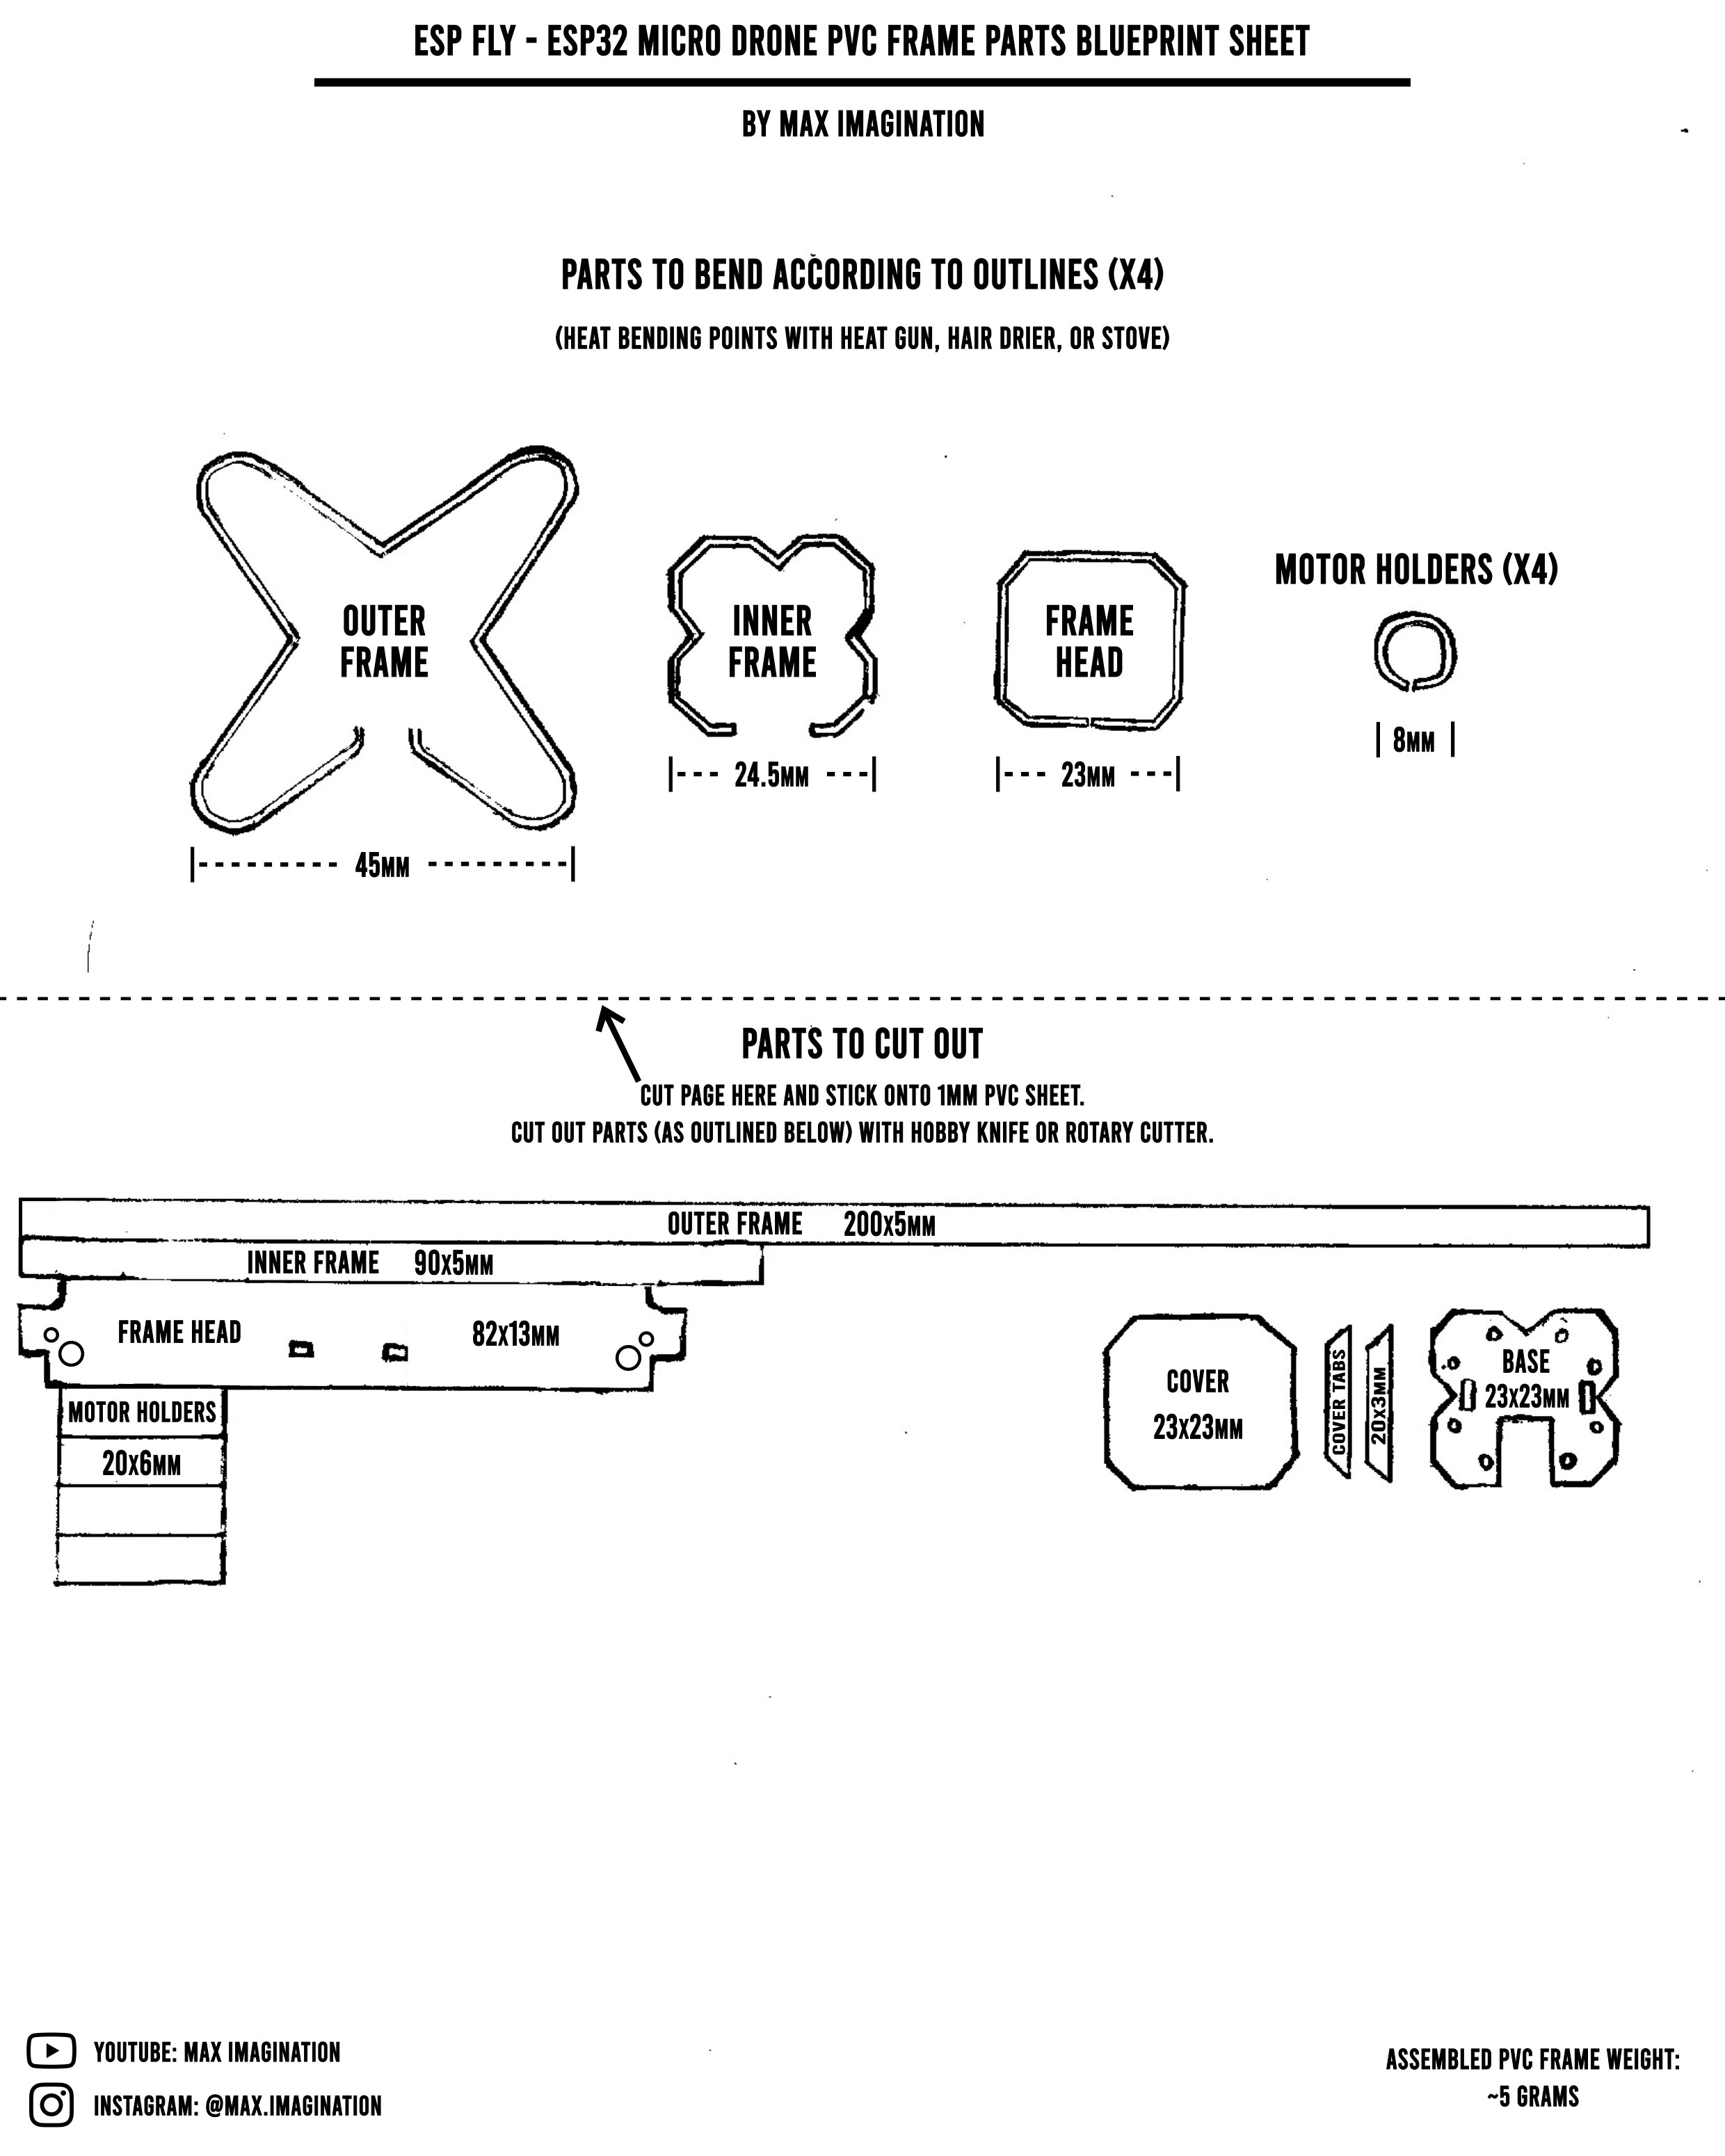 ESP FLY - ESP32 MICRO DRONE PVC FRAME PARTS BLUEPRINT SHEET
BY MAX IMAGINATION
PARTS TO BEND ACCORDING TO OUTLINES (X4)
(HEAT BENDING POINTS WITH HEAT GUN, HAIR DRIER, OR STOVE)
OUTER
FRAME
45MM
INNER
FRAME
24.5MM
FRAME
HEAD
23MM
MOTOR HOLDERS (X4)
8MM
PARTS TO CUT OUT
CUT PAGE HERE AND STICK ONTO 1MM PVC SHEET.
CUT OUT PARTS (AS OUTLINED BELOW) WITH HOBBY KNIFE OR ROTARY CUTTER.
OUTER FRAME 200X5MM
INNER FRAME 90X5MM
FRAME HEAD 82X13MM
MOTOR HOLDERS
20X6MM
COVER
23X23MM
COVER TABS
20X3MM
BASE
23X23MM
YOUTUBE: MAX IMAGINATION
INSTAGRAM: @MAX.IMAGINATION
ASSEMBLED PVC FRAME WEIGHT:
~5 GRAMS